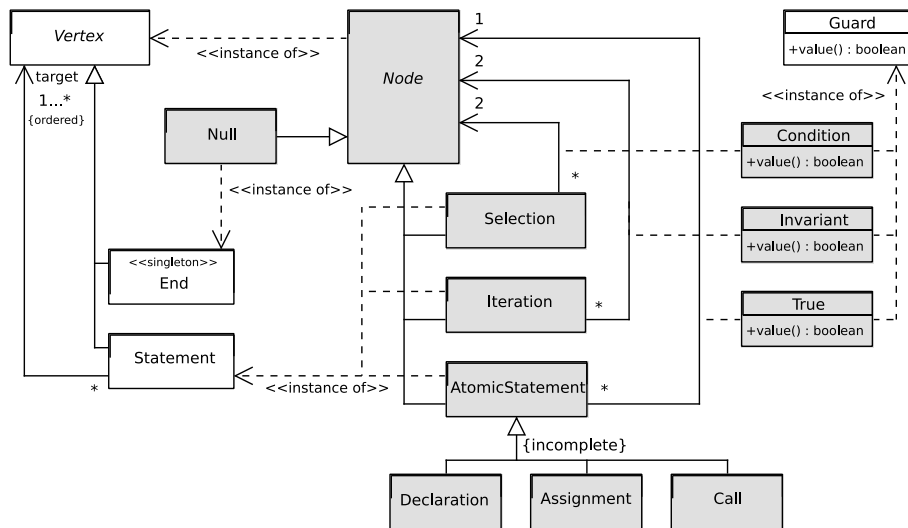 Vertex
<<instance of>>
target
1...*
{ordered}
*
Null
<<instance of>>
<<singleton>>
End
Statement
<<instance of>>
Node
1
2
2
*
Selection
Iteration
*
AtomicStatement
*
{incomplete}
Declaration
Assignment
Call
Guard
+value() : boolean
<<instance of>>
Condition
+value() : boolean
Invariant
+value() : boolean
True
+value() : boolean